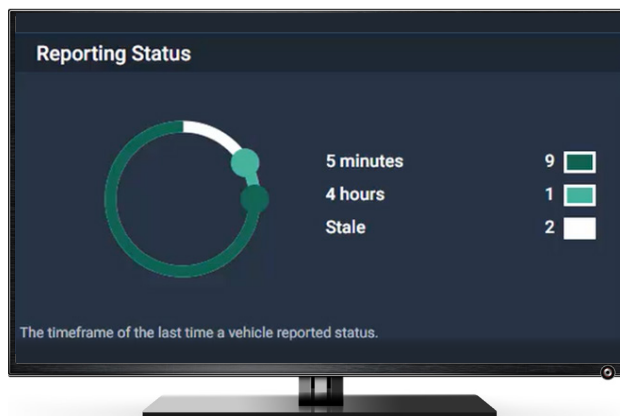 Reporting Status
5 minutes 9
4 hours 1
Stale 2
The timeframe of the last time a vehicle reported status.